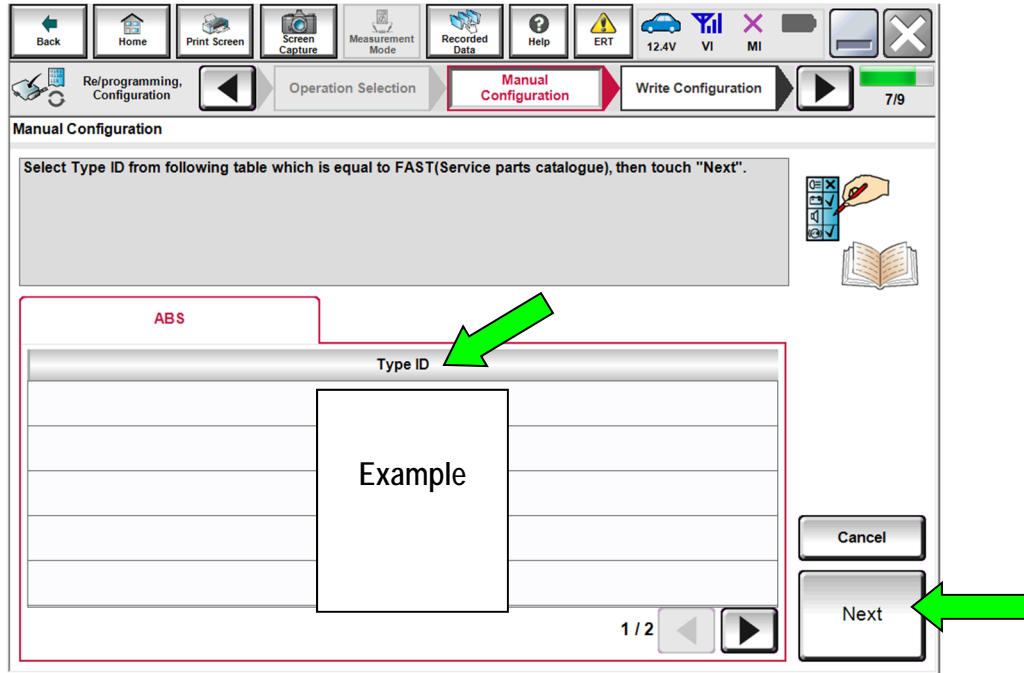 Back
Home
Print Screen
Screen
Capture
Measurement
Mode
Recorded
Data
Help
ERT
12.4V
VI
MI
Re/programming,
Configuration
Operation Selection
Manual
Configuration
Write Configuration
7/9
Manual Configuration
Select Type ID from following table which is equal to FAST(Service parts catalogue), then touch "Next".
ABS
Type ID
Example
Cancel
Next
1 / 2